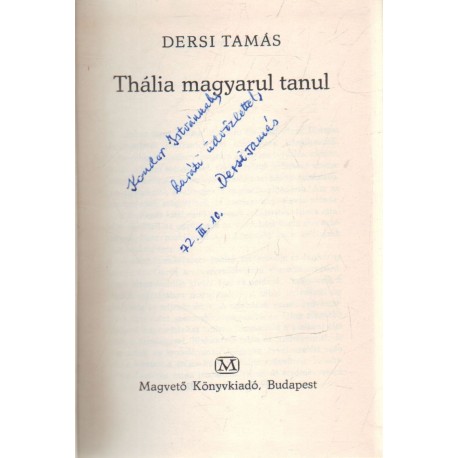 DERSI TAMÁS
Thália magyarul tanul
Kondor Istvánnak,
baráti üdvözlettel,
Dersi Tamás
72. III. 10.
M
Magvető Könyvkiadó, Budapest